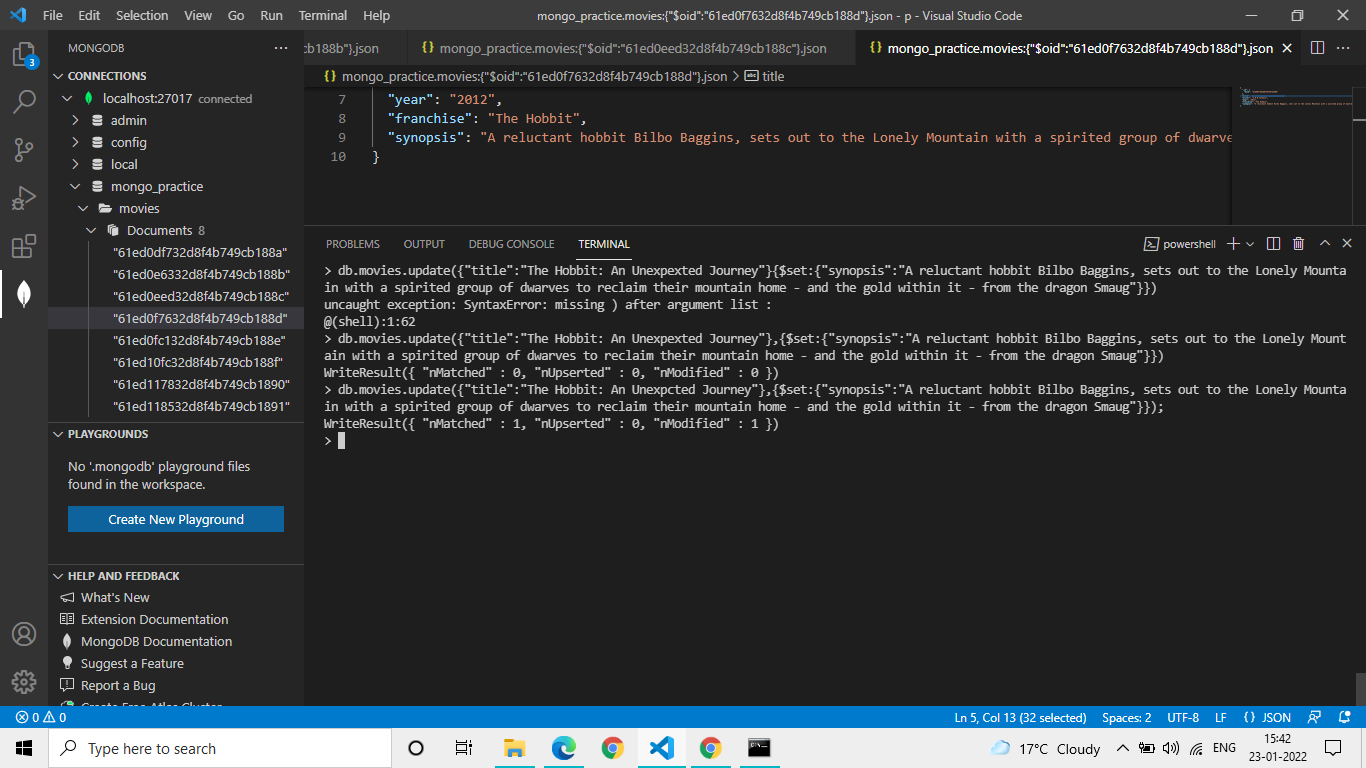 File Edit Selection View Go Run Terminal Help
mongo_practice.movies:{"$oid":"61ed0f7632d8f4b749cb188d"}.json - p - Visual Studio Code
3
MONGODB
CONNECTIONS
localhost:27017 connected
admin
config
local
mongo_practice
movies
Documents 8
"61ed0df732d8f4b749cb188a"
"61ed0e6332d8f4b749cb188b"
"61ed0eed32d8f4b749cb188c"
"61ed0f7632d8f4b749cb188d"
"61ed0fc132d8f4b749cb188e"
"61ed10fc32d8f4b749cb188f"
"61ed117832d8f4b749cb1890"
"61ed118532d8f4b749cb1891"
PLAYGROUNDS
No '.mongodb' playground files
found in the workspace.
Create New Playground
HELP AND FEEDBACK
What's New
Extension Documentation
MongoDB Documentation
Suggest a Feature
Report a Bug
Create Free Atlas Cluster
cb188b"}.json
{} mongo_practice.movies:{"$oid":"61ed0eed32d8f4b749cb188c"}.json
{} mongo_practice.movies:{"$oid":"61ed0f7632d8f4b749cb188d"}.json
{} mongo_practice.movies:{"$oid":"61ed0f7632d8f4b749cb188d"}.json > abc title
7 "year": "2012",
8 "franchise": "The Hobbit",
9 "synopsis": "A reluctant hobbit Bilbo Baggins, sets out to the Lonely Mountain with a spirited group of dwarve
10 }
PROBLEMS OUTPUT DEBUG CONSOLE TERMINAL
powershell
> db.movies.update({"title":"The Hobbit: An Unexpexted Journey"}{$set:{"synopsis":"A reluctant hobbit Bilbo Baggins, sets out to the Lonely Mounta
in with a spirited group of dwarves to reclaim their mountain home - and the gold within it - from the dragon Smaug"}})
uncaught exception: SyntaxError: missing ) after argument list :
@(shell):1:62
> db.movies.update({"title":"The Hobbit: An Unexpexted Journey"},{$set:{"synopsis":"A reluctant hobbit Bilbo Baggins, sets out to the Lonely Mount
ain with a spirited group of dwarves to reclaim their mountain home - and the gold within it - from the dragon Smaug"}})
WriteResult({ "nMatched" : 0, "nUpserted" : 0, "nModified" : 0 })
> db.movies.update({"title":"The Hobbit: An Unexpcted Journey"},{$set:{"synopsis":"A reluctant hobbit Bilbo Baggins, sets out to the Lonely Mounta
in with a spirited group of dwarves to reclaim their mountain home - and the gold within it - from the dragon Smaug"}});
WriteResult({ "nMatched" : 1, "nUpserted" : 0, "nModified" : 1 })
>
0 0
Ln 5, Col 13 (32 selected) Spaces: 2 UTF-8 LF {} JSON
Type here to search
17°C Cloudy
ENG
15:42
23-01-2022